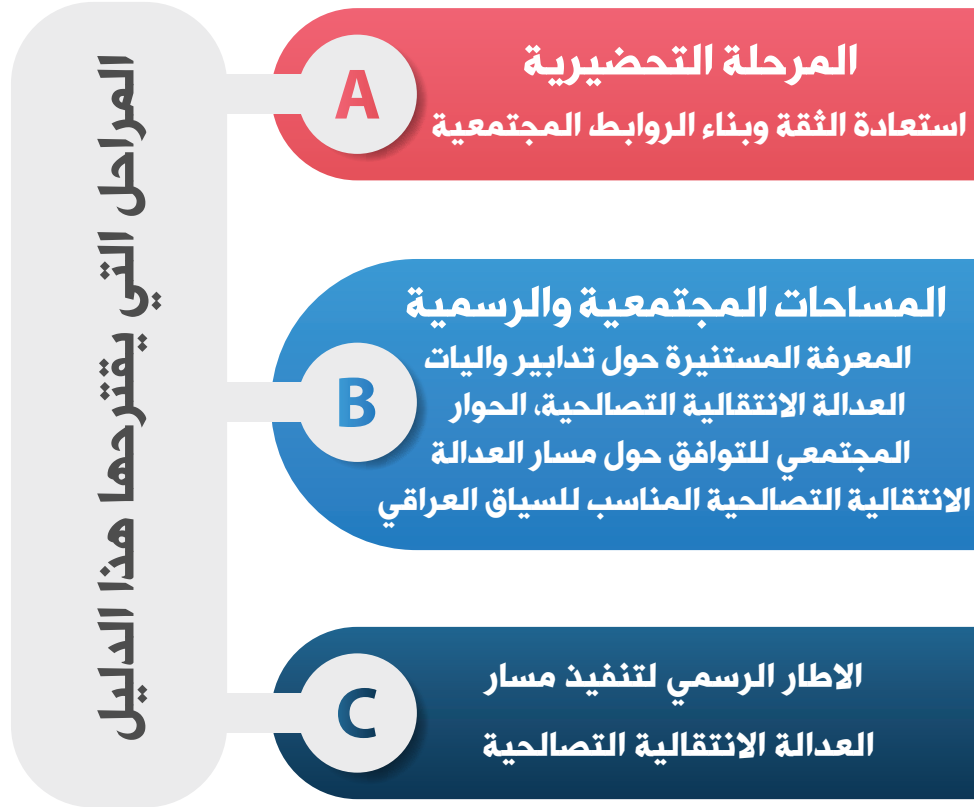 المراحل التي يقترحها هذا الدليل
A
المرحلة التحضيرية
استعادة الثقة وبناء الروابط المجتمعية
B
المساحات المجتمعية والرسمية
المعرفة المستنيرة حول تدابير واليات
العدالة الانتقالية التصالحية، الحوار
المجتمعي للتوافق حول مسار العدالة
الانتقالية التصالحية المناسب للسياق العراقي
C
الاطار الرسمي لتنفيذ مسار
العدالة الانتقالية التصالحية